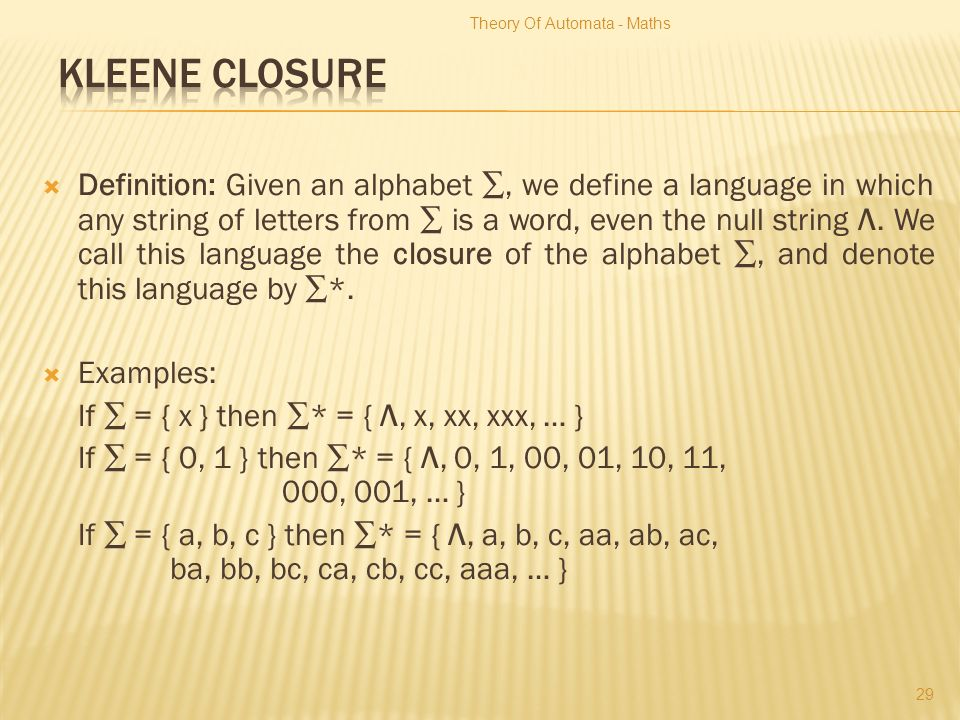 Theory Of Automata - Maths
KLEENE CLOSURE
Definition: Given an alphabet ∑, we define a language in which
any string of letters from ∑ is a word, even the null string Λ. We
call this language the closure of the alphabet ∑, and denote
this language by ∑*.
Examples:
If ∑ = { x } then ∑* = { Λ, x, xx, xxx, … }
If ∑ = { 0, 1 } then ∑* = { Λ, 0, 1, 00, 01, 10, 11,
000, 001, … }
If ∑ = { a, b, c } then ∑* = { Λ, a, b, c, aa, ab, ac,
ba, bb, bc, ca, cb, cc, aaa, … }
29